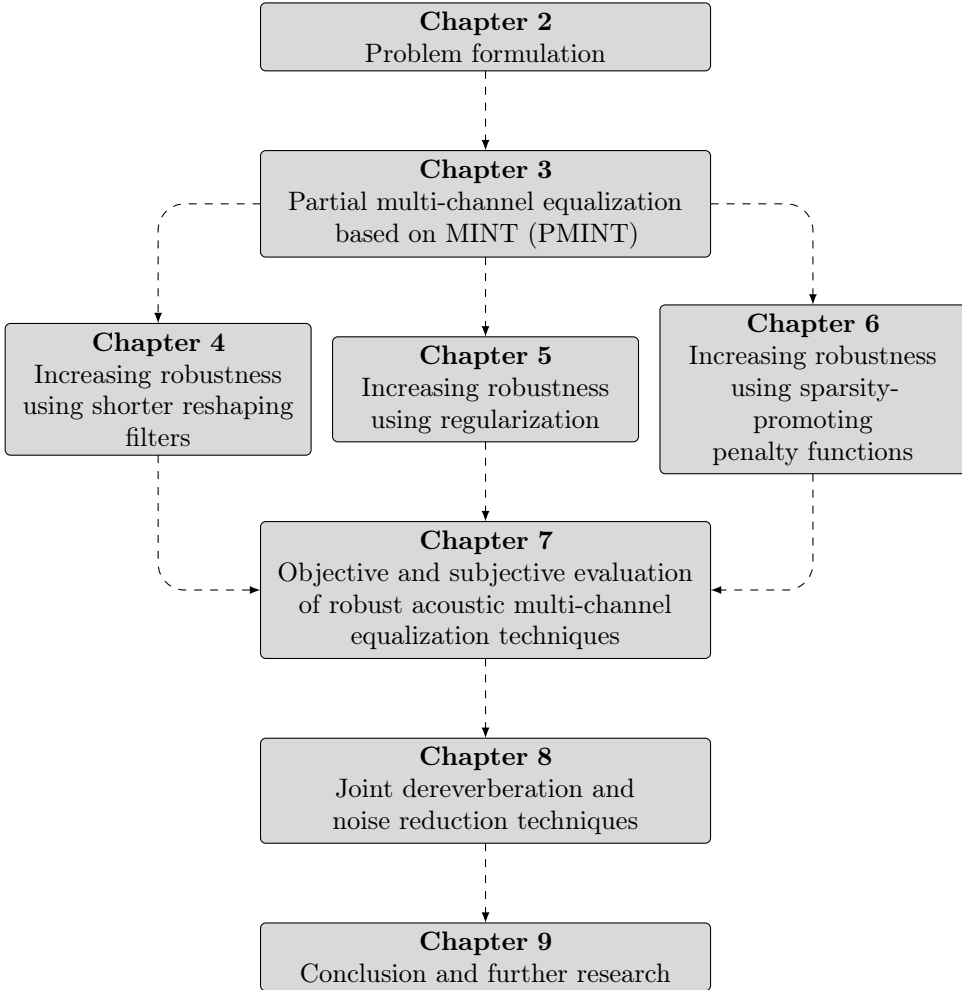 Chapter 2
Problem formulation
Chapter 3
Partial multi-channel equalization
based on MINT (PMINT)
Chapter 4
Increasing robustness
using shorter reshaping
filters
Chapter 5
Increasing robustness
using regularization
Chapter 6
Increasing robustness
using sparsity-
promoting
penalty functions
Chapter 7
Objective and subjective evaluation
of robust acoustic multi-channel
equalization techniques
Chapter 8
Joint dereverberation and
noise reduction techniques
Chapter 9
Conclusion and further research